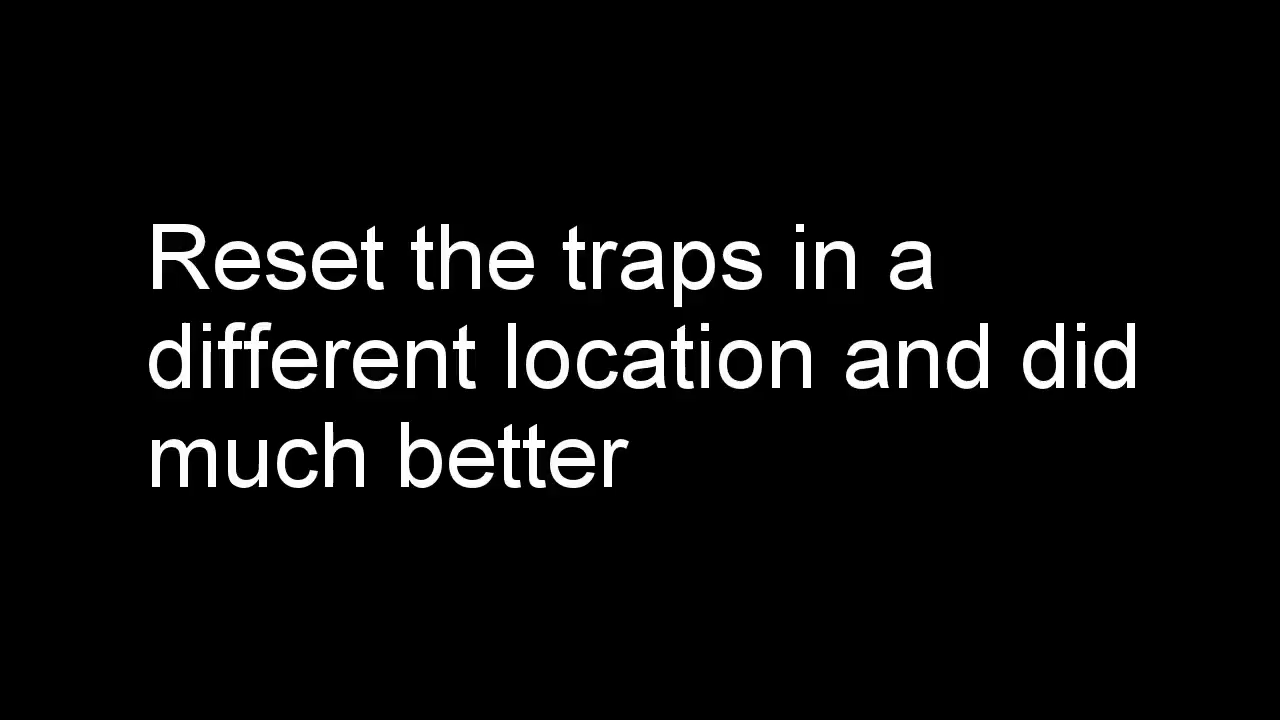 Reset the traps in a
different location and did
much better